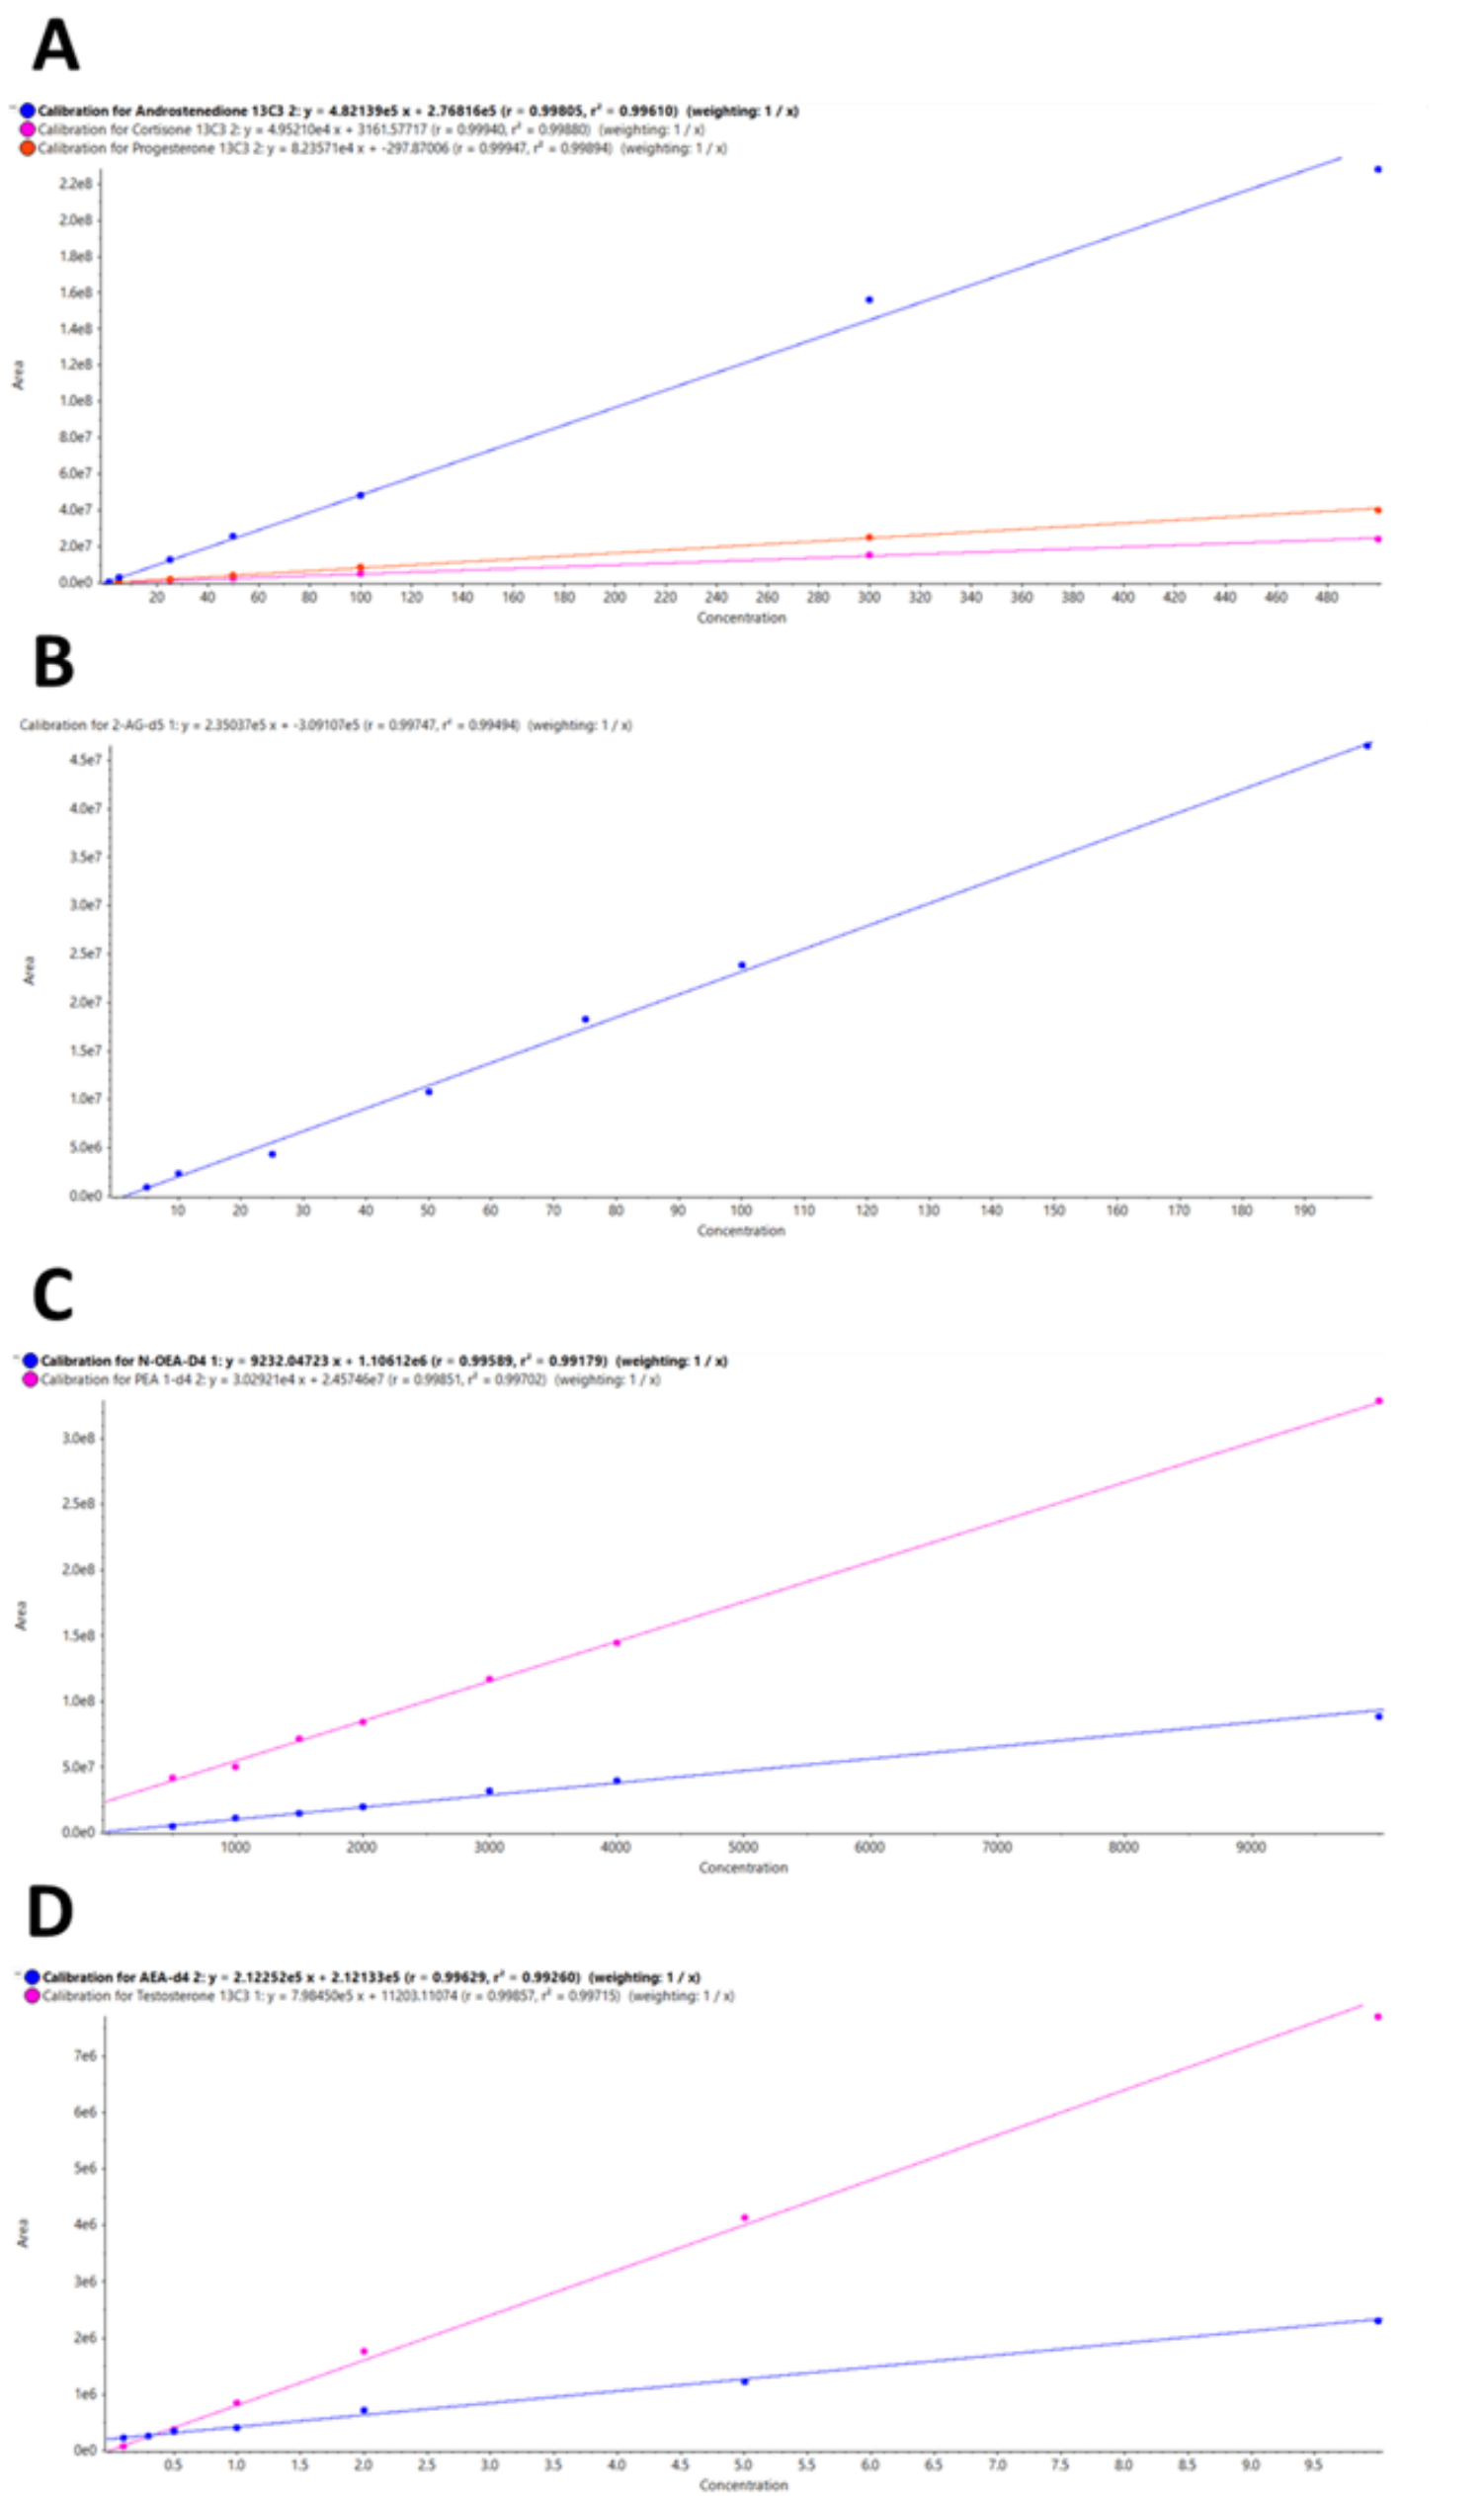 A
Calibration for Androstenedione 13C3 2: y = 4.82139e5 x + 2.76816e5 (r = 0.99805, r² = 0.99610) (weighting: 1 / x)
Calibration for Cortisone 13C3 2: y = 4.95210e4 x + 3161.57717 (r = 0.99940, r² = 0.99880) (weighting: 1 / x)
Calibration for Progesterone 13C3 2: y = 8.23571e4 x + -297.87006 (r = 0.99947, r² = 0.99894) (weighting: 1 / x)
2.2e8
2.0e8
1.8e8
1.6e8
1.4e8
1.2e8
1.0e8
8.0e7
6.0e7
4.0e7
2.0e7
0.0e0
Area
20 40 60 80 100 120 140 160 180 200 220 240 260 280 300 320 340 360 380 400 420 440 460 480
Concentration
B
Calibration for 2-AG-d5 1: y = 2.35037e5 x + -3.09107e5 (r = 0.99747, r² = 0.99494) (weighting: 1 / x)
4.5e7
4.0e7
3.5e7
3.0e7
2.5e7
2.0e7
1.5e7
1.0e7
5.0e6
0.0e0
Area
10 20 30 40 50 60 70 80 90 100 110 120 130 140 150 160 170 180 190
Concentration
C
Calibration for N-OEA-D4 1: y = 9232.04723 x + 1.10612e6 (r = 0.99589, r² = 0.99179) (weighting: 1 / x)
Calibration for PEA 1-d4 2: y = 3.02921e4 x + 2.45746e7 (r = 0.99851, r² = 0.99702) (weighting: 1 / x)
3.0e8
2.5e8
2.0e8
1.5e8
1.0e8
5.0e7
0.0e0
Area
1000 2000 3000 4000 5000 6000 7000 8000 9000
Concentration
D
Calibration for AEA-d4 2: y = 2.12252e5 x + 2.12133e5 (r = 0.99629, r² = 0.99260) (weighting: 1 / x)
Calibration for Testosterone 13C3 1: y = 7.98450e5 x + 11203.11074 (r = 0.99857, r² = 0.99715) (weighting: 1 / x)
7e6
6e6
5e6
4e6
3e6
2e6
1e6
0e0
Area
0.5 1.0 1.5 2.0 2.5 3.0 3.5 4.0 4.5 5.0 5.5 6.0 6.5 7.0 7.5 8.0 8.5 9.0 9.5
Concentration